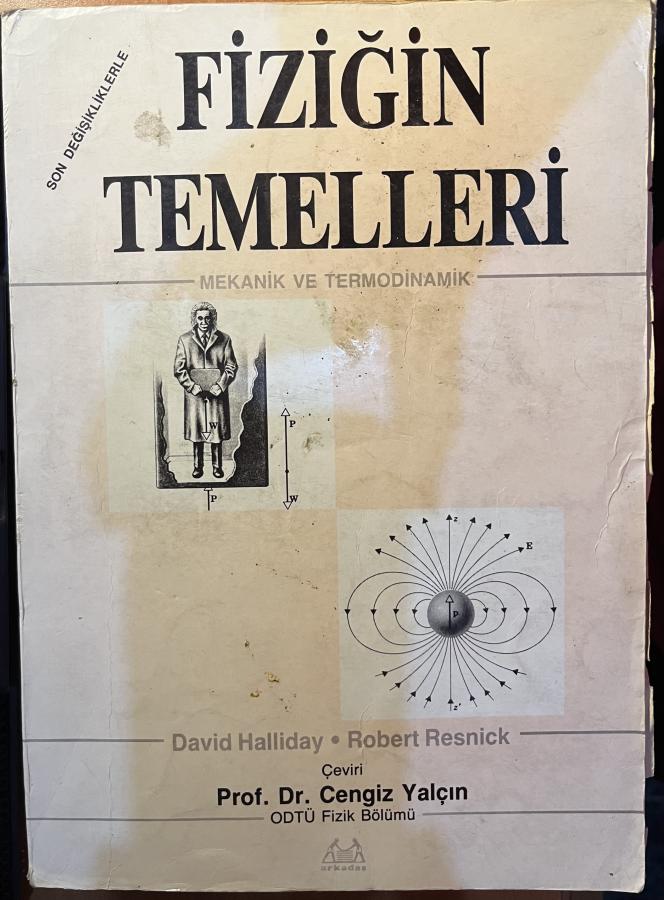 SON DEĞİŞİKLİKLERLE
FİZİĞİN
TEMELLERİ
MEKANİK VE TERMODİNAMİK
W
P
P
W
z
E
p
z'
David Halliday • Robert Resnick
Çeviri
Prof. Dr. Cengiz Yalçın
ODTÜ Fizik Bölümü
arkadaş